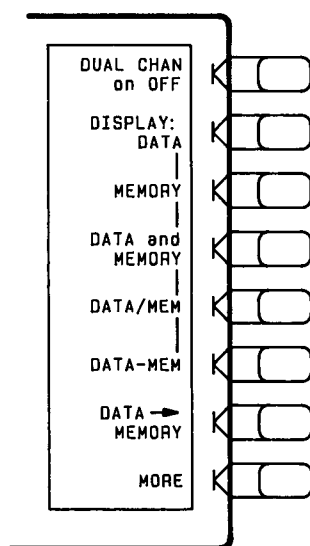 DUAL CHAN
on OFF
DISPLAY:
DATA
MEMORY
DATA and
MEMORY
DATA/MEM
DATA-MEM
DATA →
MEMORY
MORE